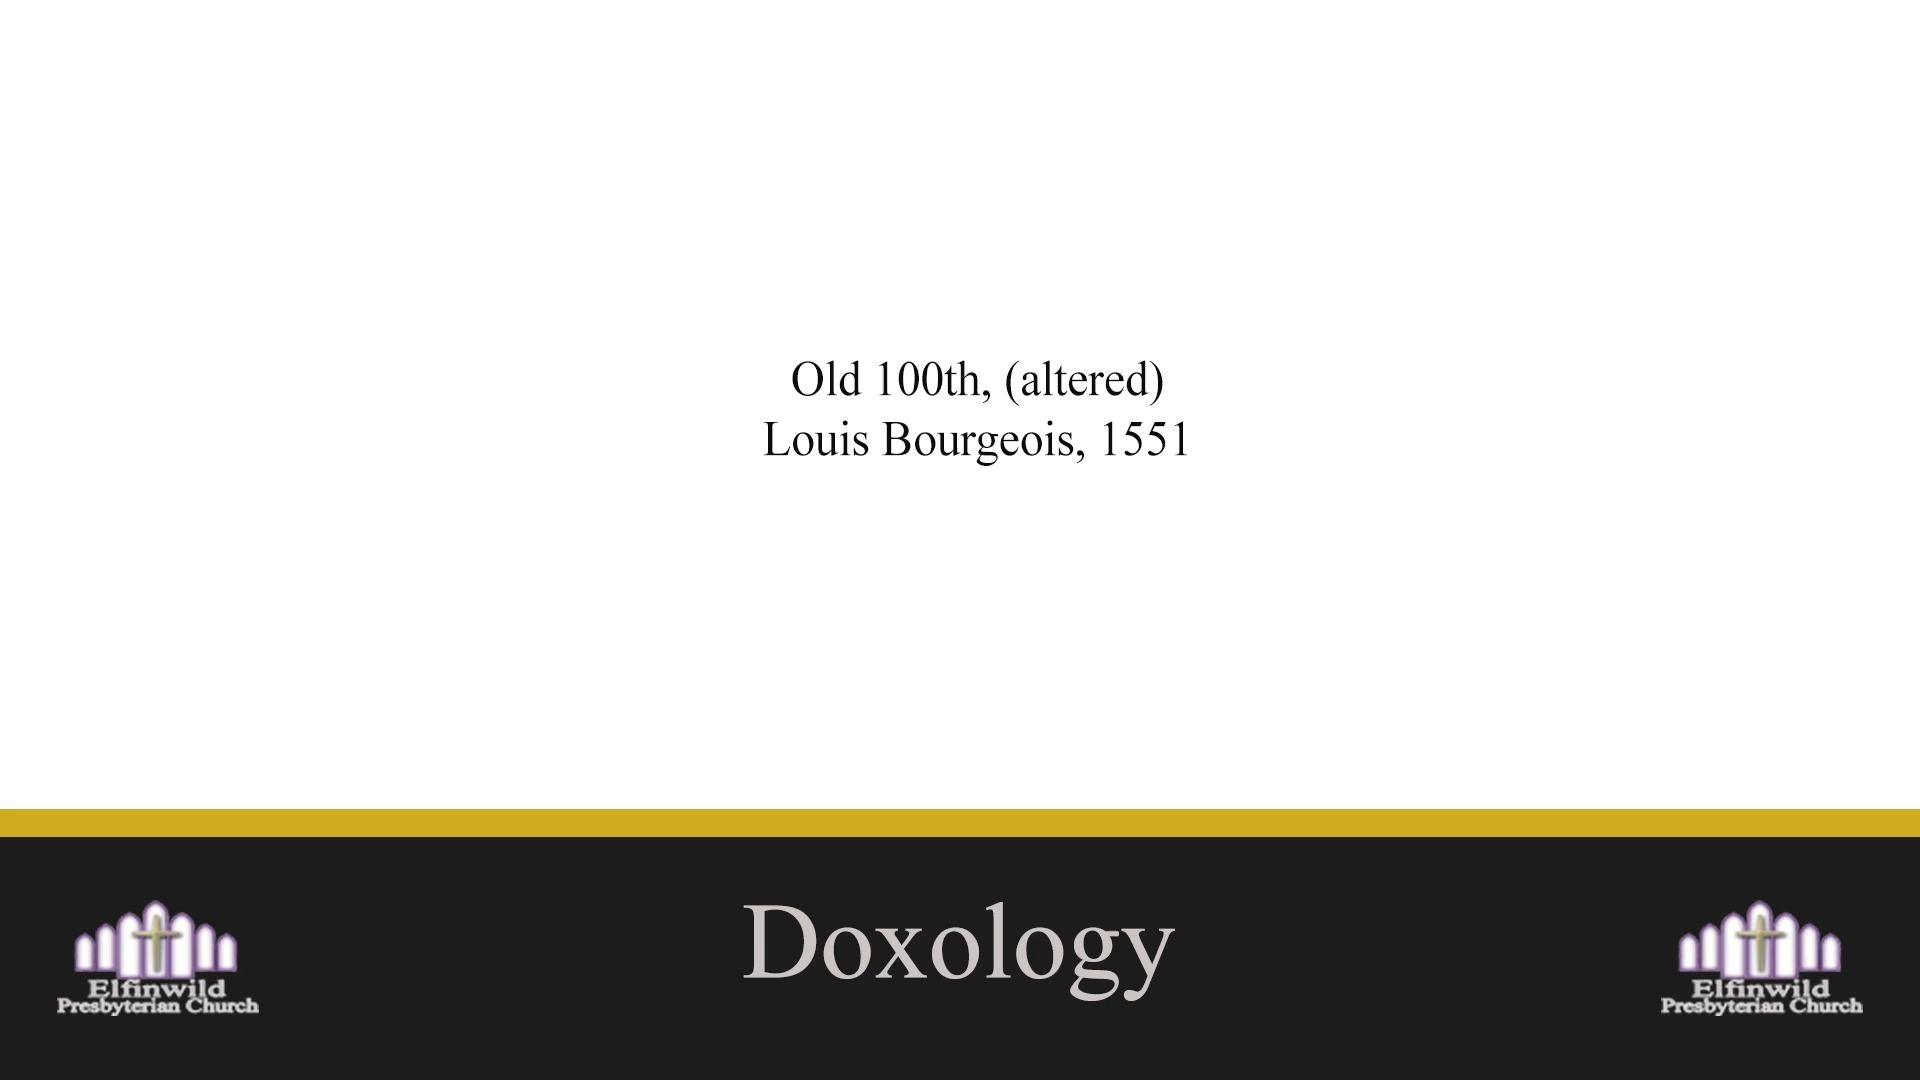 Old 100th, (altered)
Louis Bourgeois, 1551
Doxology
Elfinwild
Presbyterian Church
Elfinwild
Presbyterian Church